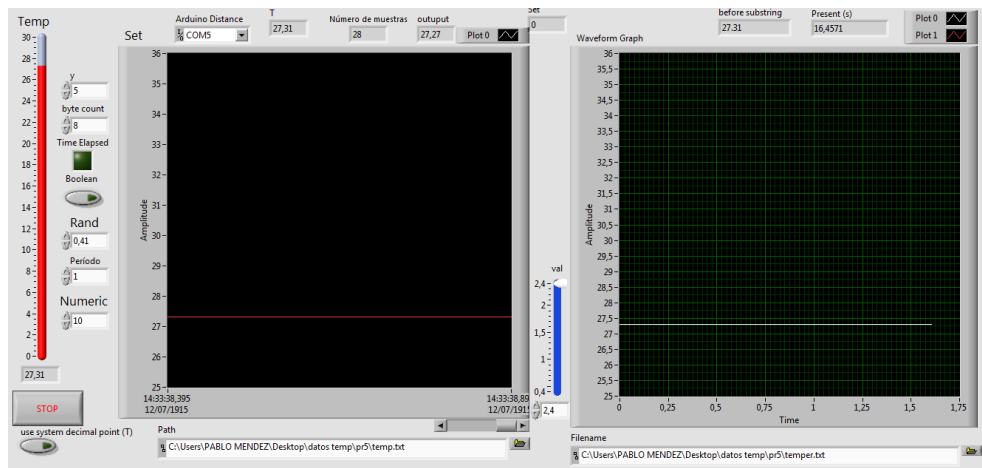 Temp
30
28
26
24
22
20
18
16
14
12
10
8
6
4
2
0
27,31
STOP
use system decimal point (T)
y
5
byte count
8
Time Elapsed
Boolean
Rand
0,41
Período
1
Numeric
10
Set
Arduino Distance
COM5
T
27,31
Número de muestras
28
outuput
27,27
Plot 0
Amplitude
36
35
34
33
32
31
30
29
28
27
26
25
14:33:38,395
12/07/1915
14:33:38,89
12/07/191
Path
C:\Users\PABLO MENDEZ\Desktop\datos temp\pr5\temp.txt
Set
0
before substring
27.31
Present (s)
16,4571
Plot 0
Plot 1
Waveform Graph
Amplitude
36
35,5
35
34,5
34
33,5
33
32,5
32
31,5
31
30,5
30
29,5
29
28,5
28
27,5
27
26,5
26
25,5
25
0
0,25
0,5
0,75
1
1,25
1,5
1,75
Time
val
2,4
2
1,5
1
0,4
2,4
Filename
C:\Users\PABLO MENDEZ\Desktop\datos temp\pr5\temper.txt